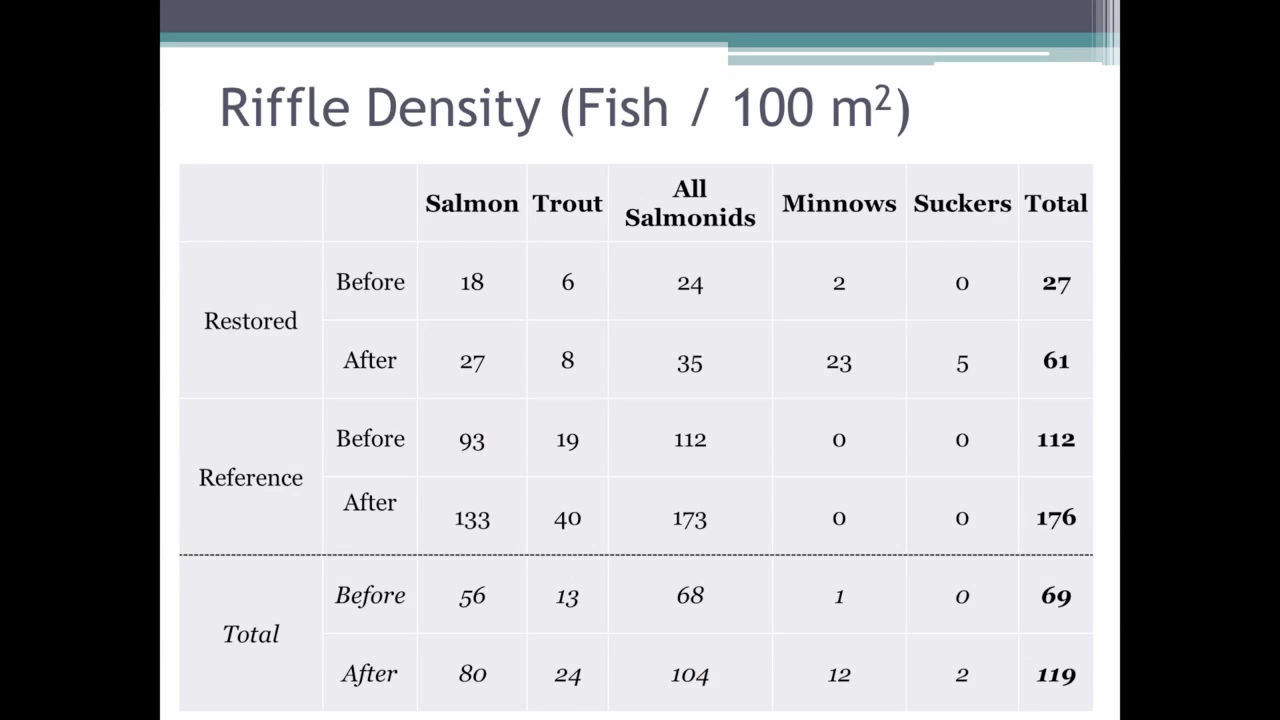 Riffle Density (Fish / 100 m²)
Salmon Trout All Salmonids Minnows Suckers Total
Restored
Before 18 6 24 2 0 27
After 27 8 35 23 5 61
Reference
Before 93 19 112 0 0 112
After 133 40 173 0 0 176
Total
Before 56 13 68 1 0 69
After 80 24 104 12 2 119